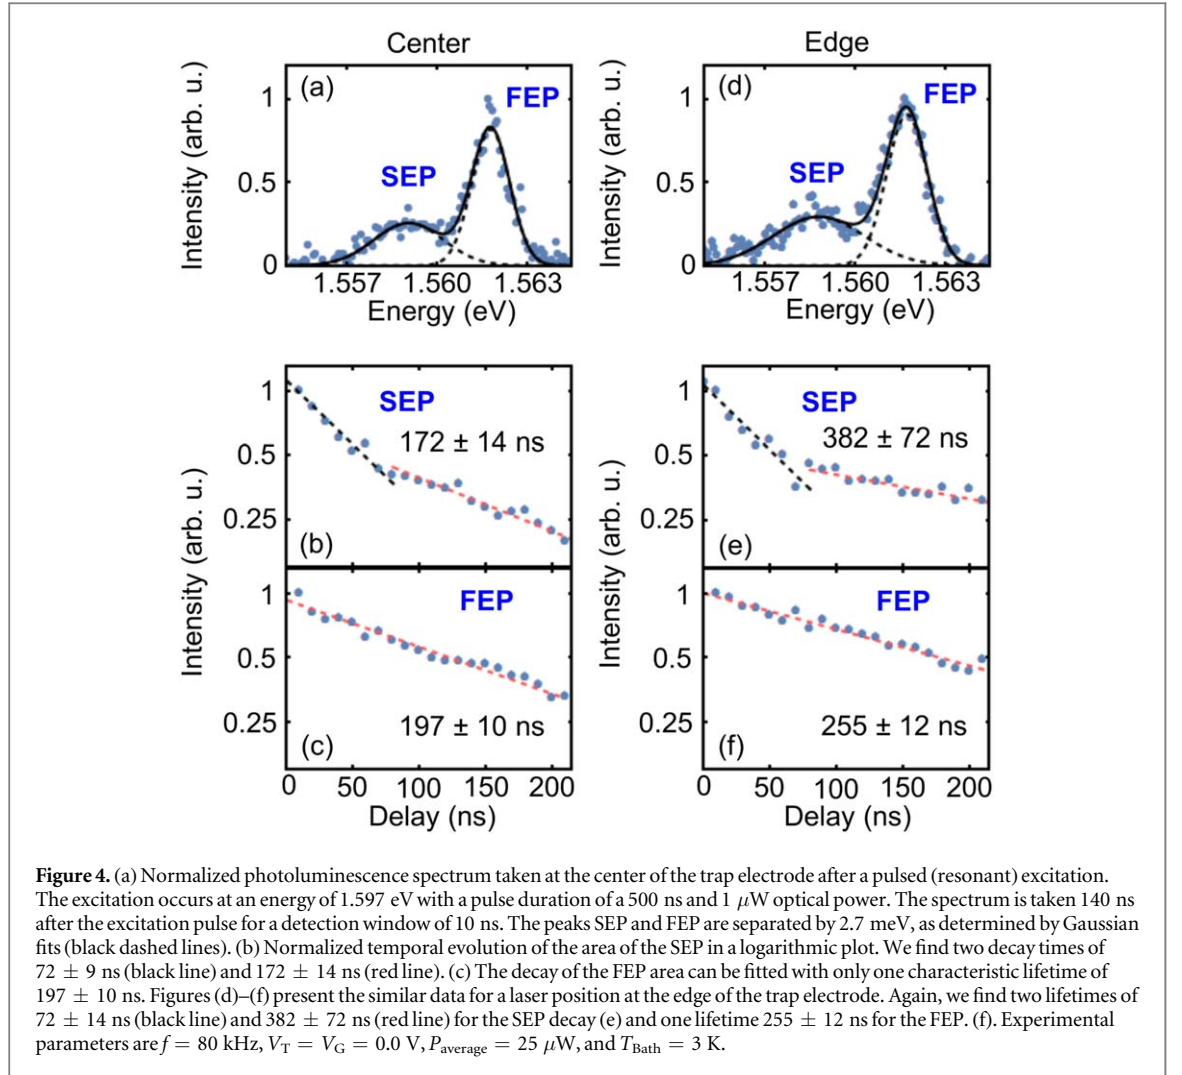 Center
Edge
(a)
FEP
SEP
Intensity (arb. u.)
1
0.5
0
1.557 1.560 1.563
Energy (eV)
(d)
FEP
SEP
Intensity (arb. u.)
1
0.5
0
1.557 1.560 1.563
Energy (eV)
SEP
172 ± 14 ns
1
0.5
0.25
(b)
Intensity (arb. u.)
FEP
1
0.5
0.25
197 ± 10 ns
(c)
0 50 100 150 200
Delay (ns)
SEP
382 ± 72 ns
1
0.5
0.25
(e)
Intensity (arb. u.)
FEP
1
0.5
0.25
255 ± 12 ns
(f)
0 50 100 150 200
Delay (ns)
Figure 4. (a) Normalized photoluminescence spectrum taken at the center of the trap electrode after a pulsed (resonant) excitation.
The excitation occurs at an energy of 1.597 eV with a pulse duration of a 500 ns and 1 μW optical power. The spectrum is taken 140 ns
after the excitation pulse for a detection window of 10 ns. The peaks SEP and FEP are separated by 2.7 meV, as determined by Gaussian
fits (black dashed lines). (b) Normalized temporal evolution of the area of the SEP in a logarithmic plot. We find two decay times of
72 ± 9 ns (black line) and 172 ± 14 ns (red line). (c) The decay of the FEP area can be fitted with only one characteristic lifetime of
197 ± 10 ns. Figures (d)–(f) present the similar data for a laser position at the edge of the trap electrode. Again, we find two lifetimes of
72 ± 14 ns (black line) and 382 ± 72 ns (red line) for the SEP decay (e) and one lifetime 255 ± 12 ns for the FEP. (f). Experimental
parameters are f = 80 kHz, V_T = V_G = 0.0 V, P_average = 25 μW, and T_Bath = 3 K.